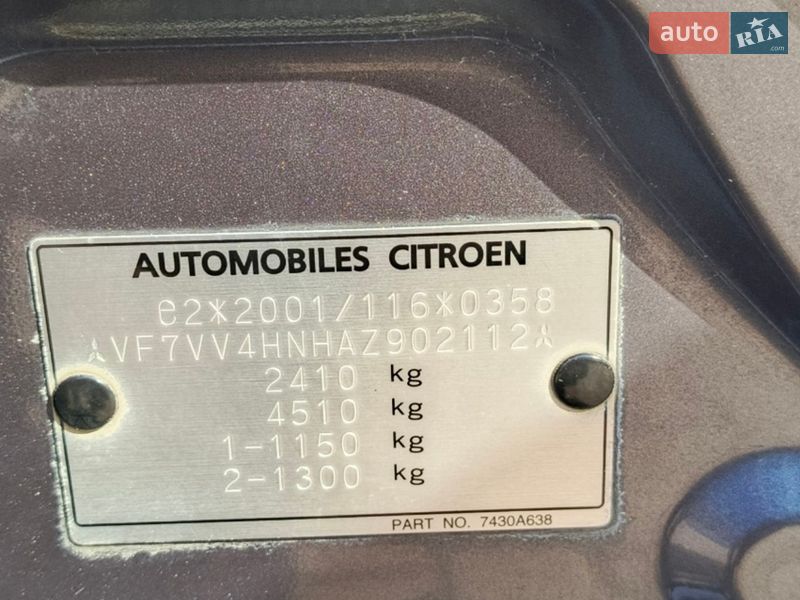 auto RIA .com
AUTOMOBILES CITROEN
e2*2001/116*0358
VF7VV4HNHAZ902112
2410 kg
4510 kg
1-1150 kg
2-1300 kg
PART NO. 7430A638